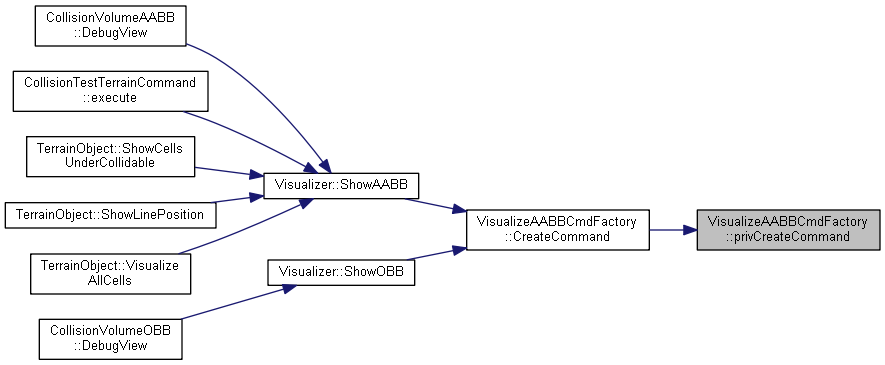 CollisionVolumeAABB
::DebugView
CollisionTestTerrainCommand
::execute
TerrainObject::ShowCells
UnderCollidable
TerrainObject::ShowLinePosition
TerrainObject::Visualize
AllCells
CollisionVolumeOBB
::DebugView
Visualizer::ShowAABB
Visualizer::ShowOBB
VisualizeAABBCmdFactory
::CreateCommand
VisualizeAABBCmdFactory
::privCreateCommand